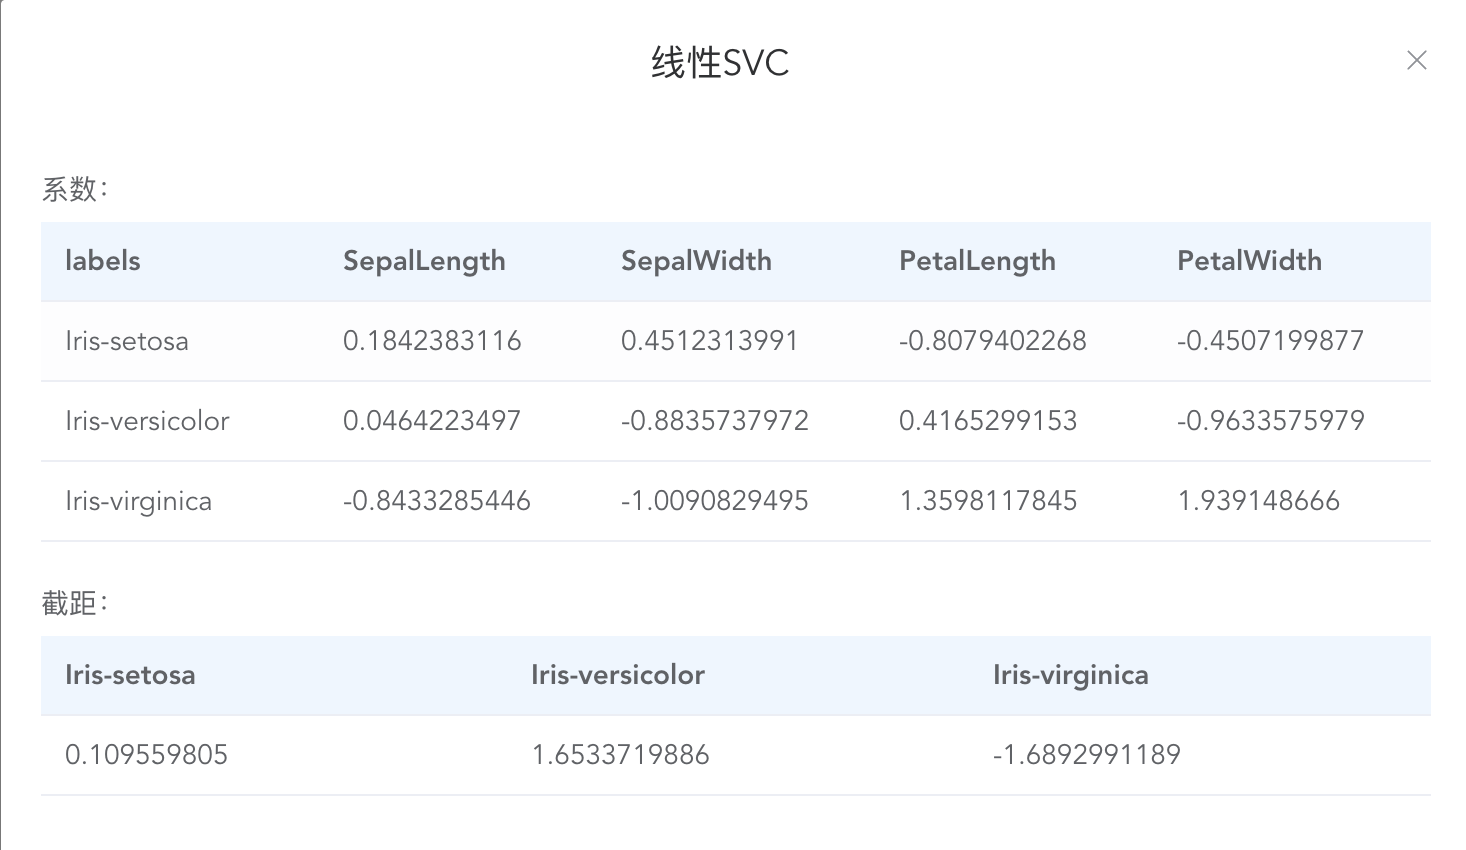 线性SVC
系数：
labels SepalLength SepalWidth PetalLength PetalWidth
Iris-setosa 0.1842383116 0.4512313991 -0.8079402268 -0.4507199877
Iris-versicolor 0.0464223497 -0.8835737972 0.4165299153 -0.9633575979
Iris-virginica -0.8433285446 -1.0090829495 1.3598117845 1.939148666
截距：
Iris-setosa Iris-versicolor Iris-virginica
0.109559805 1.6533719886 -1.6892991189